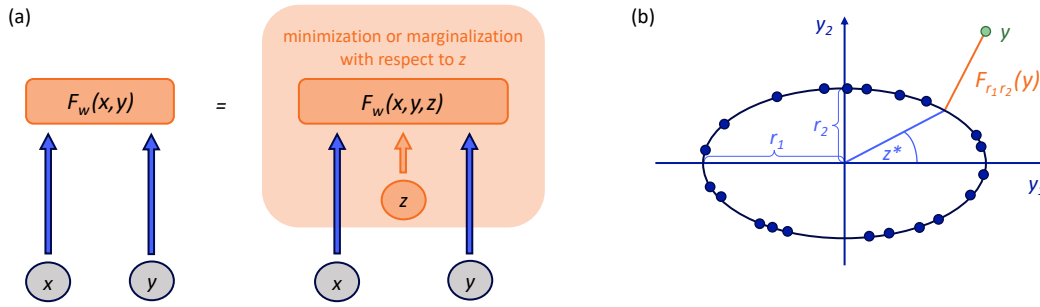 (a)
minimization or marginalization
with respect to z
F_w(x,y)
=
F_w(x,y,z)
z
x
y
x
y
(b)
y_2
y
F_{r_1 r_2}(y)
r_2
r_1
z*
y_1